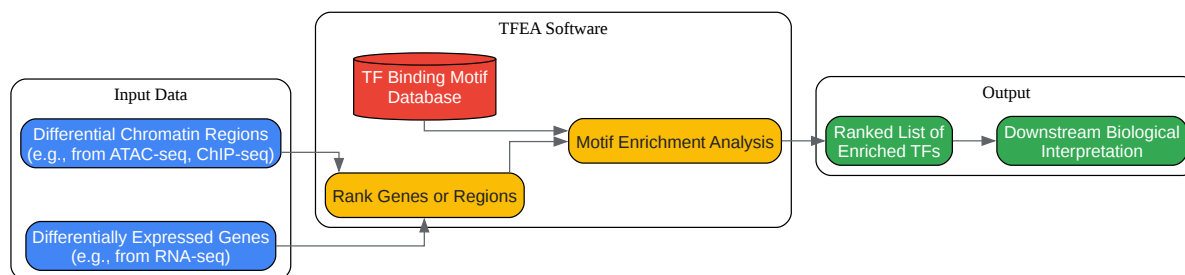 Input Data
Differential Chromatin Regions
(e.g., from ATAC-seq, ChIP-seq)
Differentially Expressed Genes
(e.g., from RNA-seq)
TFEA Software
TF Binding Motif
Database
Rank Genes or Regions
Motif Enrichment Analysis
Output
Ranked List of
Enriched TFs
Downstream Biological
Interpretation